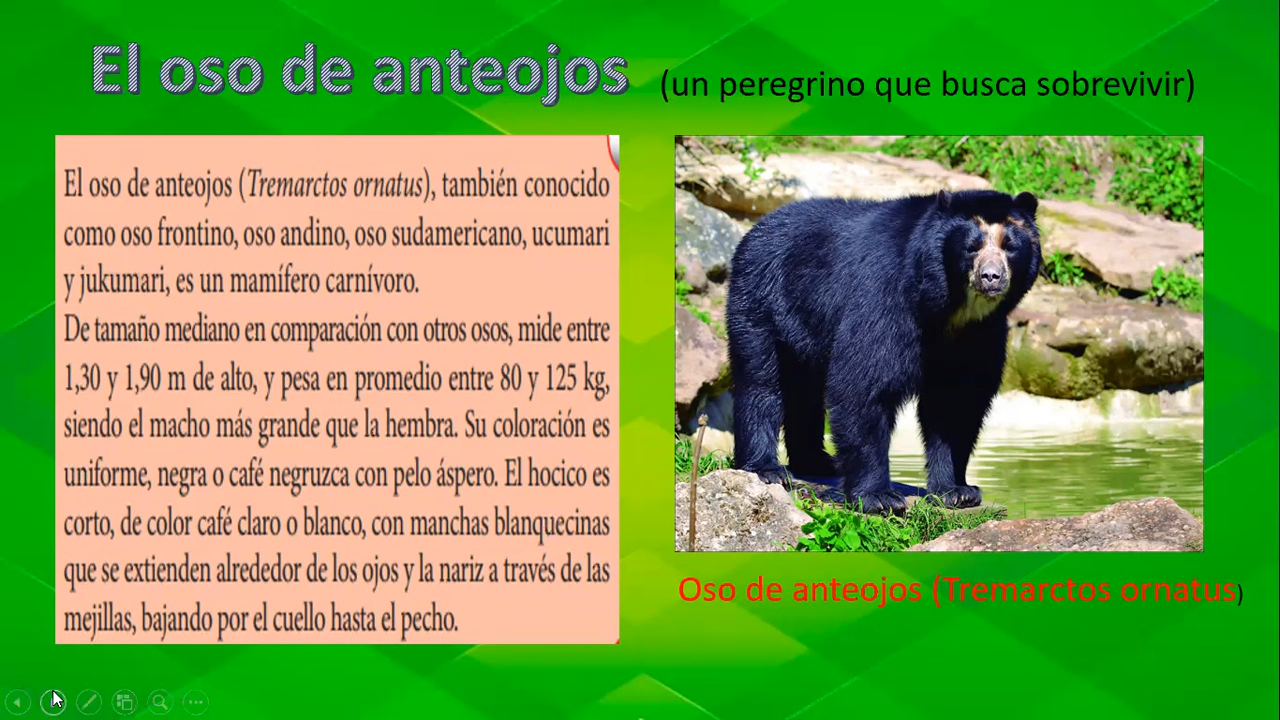 El oso de anteojos (un peregrino que busca sobrevivir)
El oso de anteojos (Tremarctos ornatus), también conocido
como oso frontino, oso andino, oso sudamericano, ucumari
y jukumari, es un mamífero carnívoro.
De tamaño mediano en comparación con otros osos, mide entre
1,30 y 1,90 m de alto, y pesa en promedio entre 80 y 125 kg,
siendo el macho más grande que la hembra. Su coloración es
uniforme, negra o café negruzca con pelo áspero. El hocico es
corto, de color café claro o blanco, con manchas blanquecinas
que se extienden alrededor de los ojos y la nariz a través de las
mejillas, bajando por el cuello hasta el pecho.
Oso de anteojos (Tremarctos ornatus)